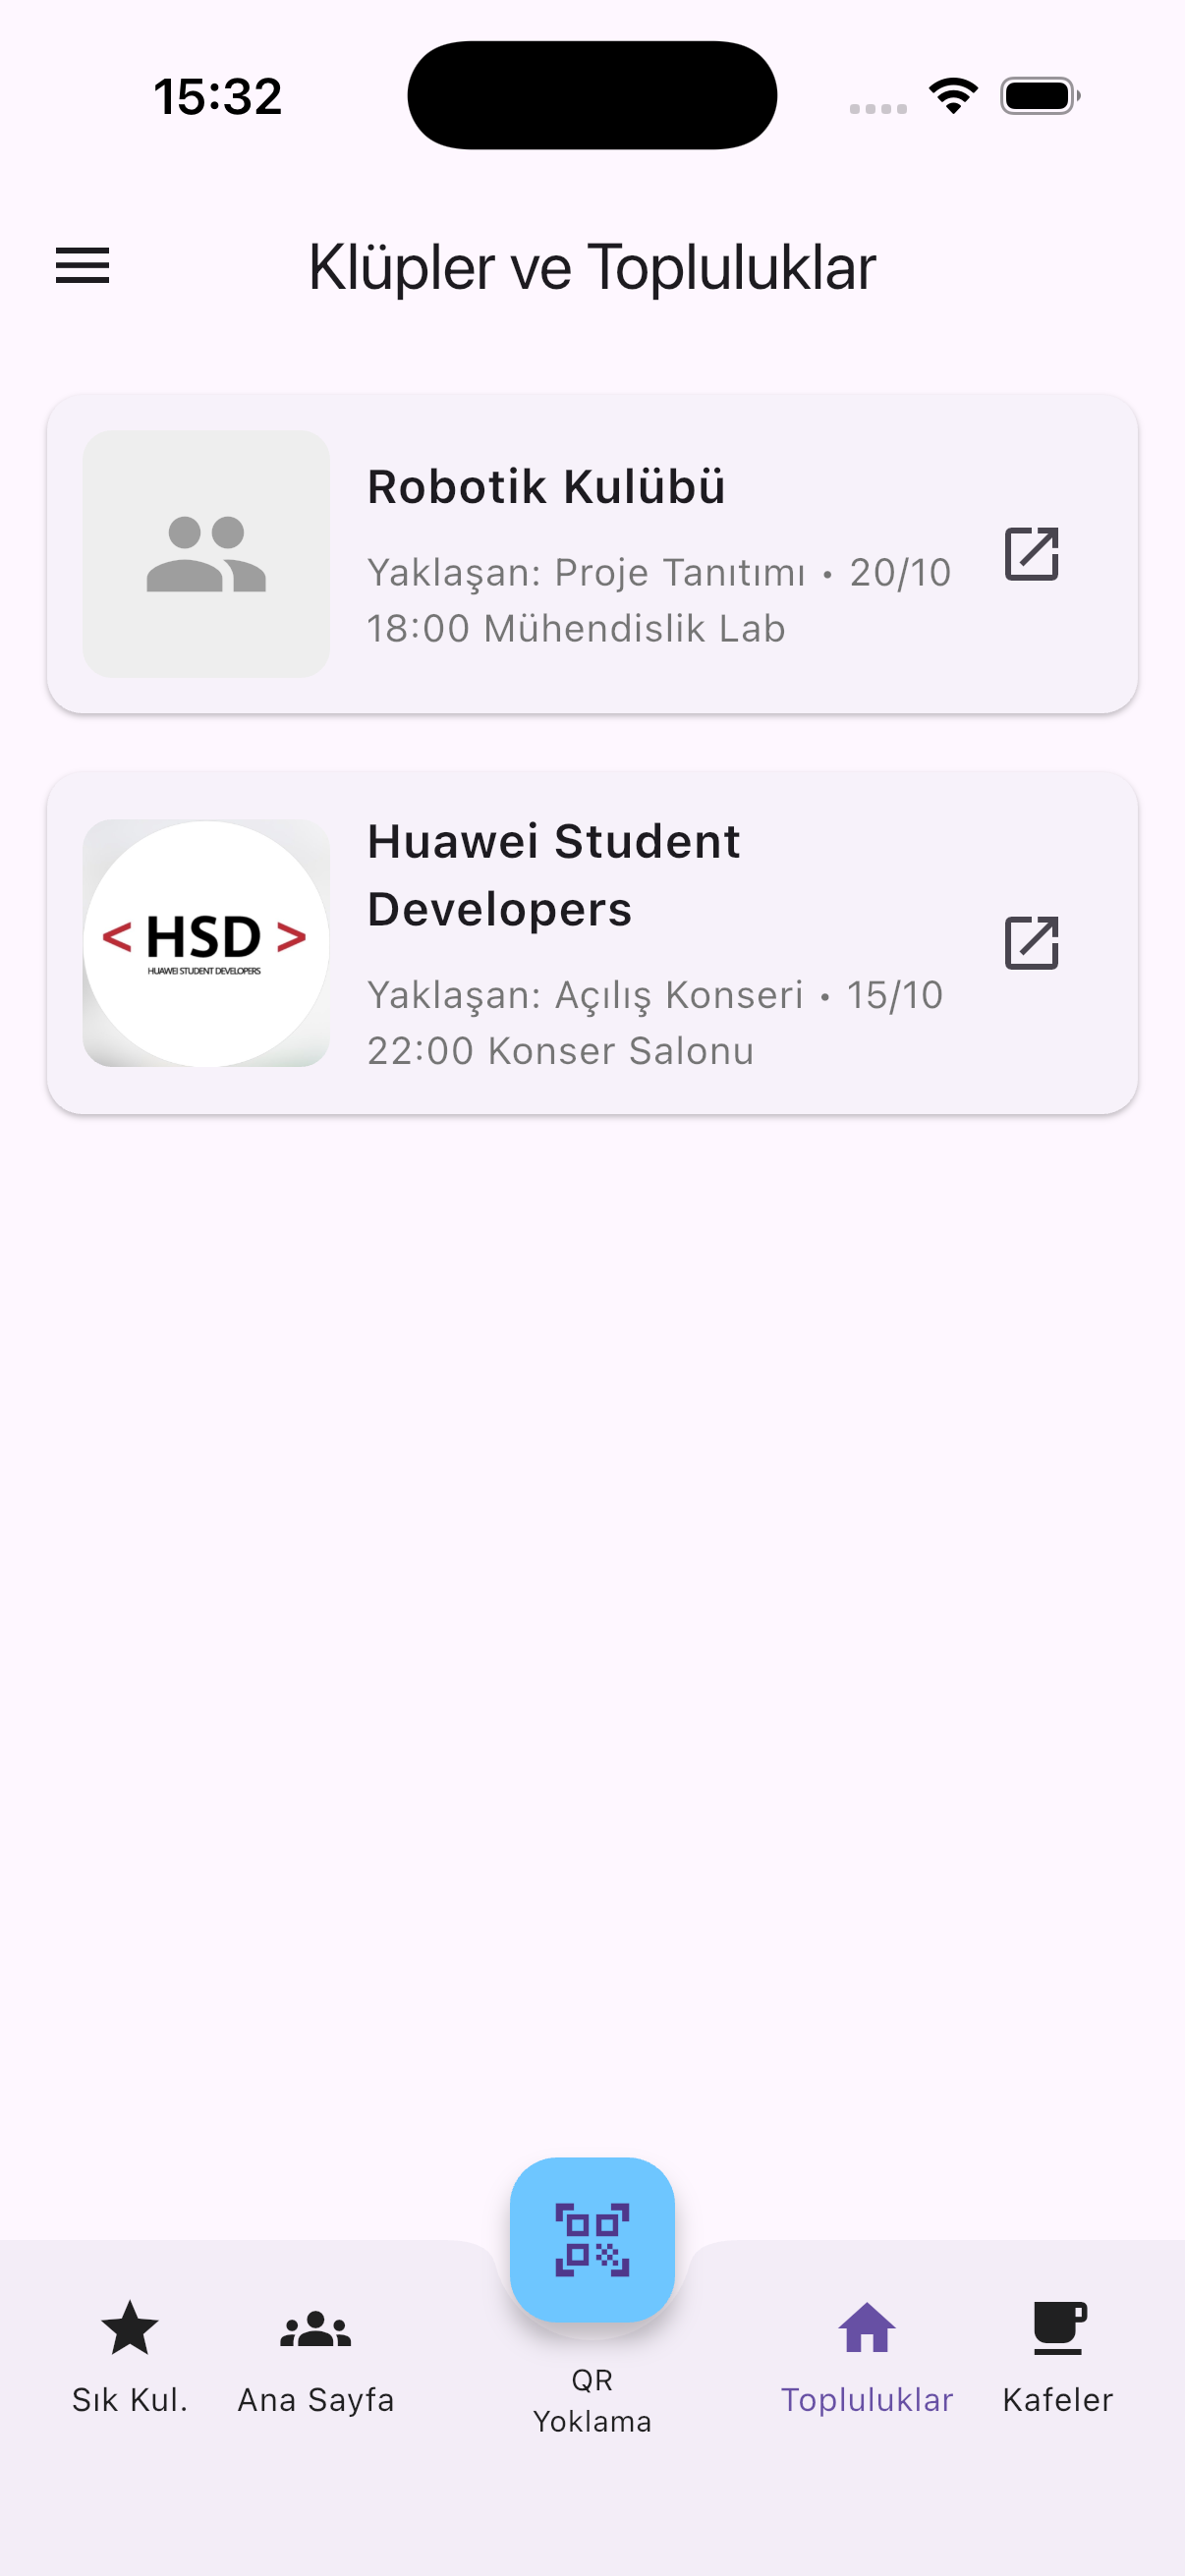 15:32
Klüpler ve Topluluklar
Robotik Kulübü
Yaklaşan: Proje Tanıtımı • 20/10
18:00 Mühendislik Lab
Huawei Student
Developers
< HSD >
HUAWEI STUDENT DEVELOPERS
Yaklaşan: Açılış Konseri • 15/10
22:00 Konser Salonu
Sık Kul.
Ana Sayfa
QR
Yoklama
Topluluklar
Kafeler